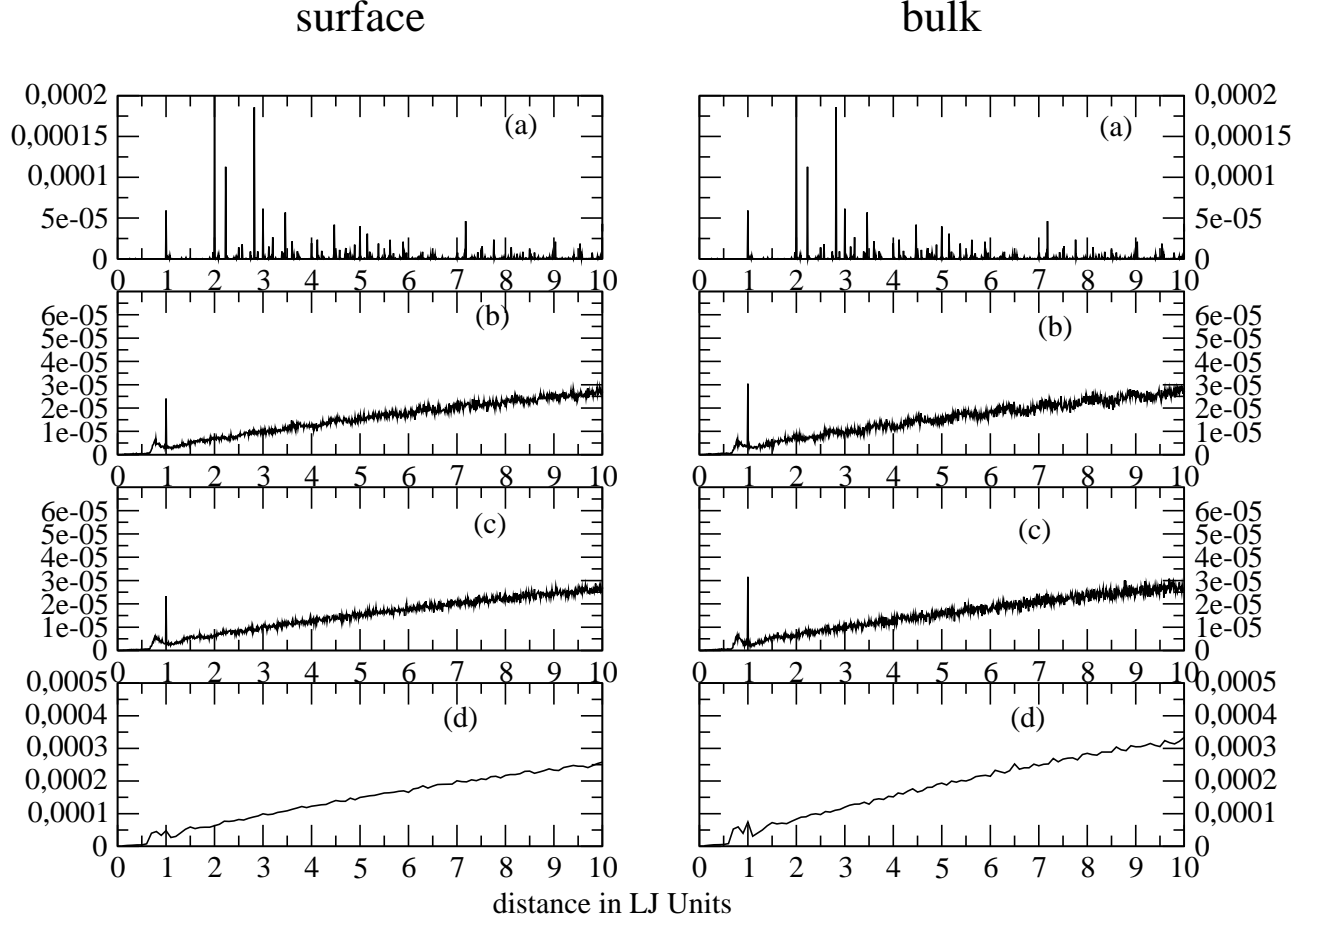 surface bulk
0,0002 0,0002
(a) (a)
0,00015 0,00015
0,0001 0,0001
5e-05 5e-05
0 0
0 1 2 3 4 5 6 7 8 9 10 0 1 2 3 4 5 6 7 8 9 10
6e-05 (b) (b) 6e-05
5e-05 5e-05
4e-05 4e-05
3e-05 3e-05
2e-05 2e-05
1e-05 1e-05
0 0
0 1 2 3 4 5 6 7 8 9 10 0 1 2 3 4 5 6 7 8 9 10
6e-05 (c) (c) 6e-05
5e-05 5e-05
4e-05 4e-05
3e-05 3e-05
2e-05 2e-05
1e-05 1e-05
0 0
0 1 2 3 4 5 6 7 8 9 10 0 1 2 3 4 5 6 7 8 9 10
0,0005 0,0005
0,0004 (d) (d) 0,0004
0,0003 0,0003
0,0002 0,0002
0,0001 0,0001
0 0
0 1 2 3 4 5 6 7 8 9 10 0 1 2 3 4 5 6 7 8 9 10
distance in LJ Units